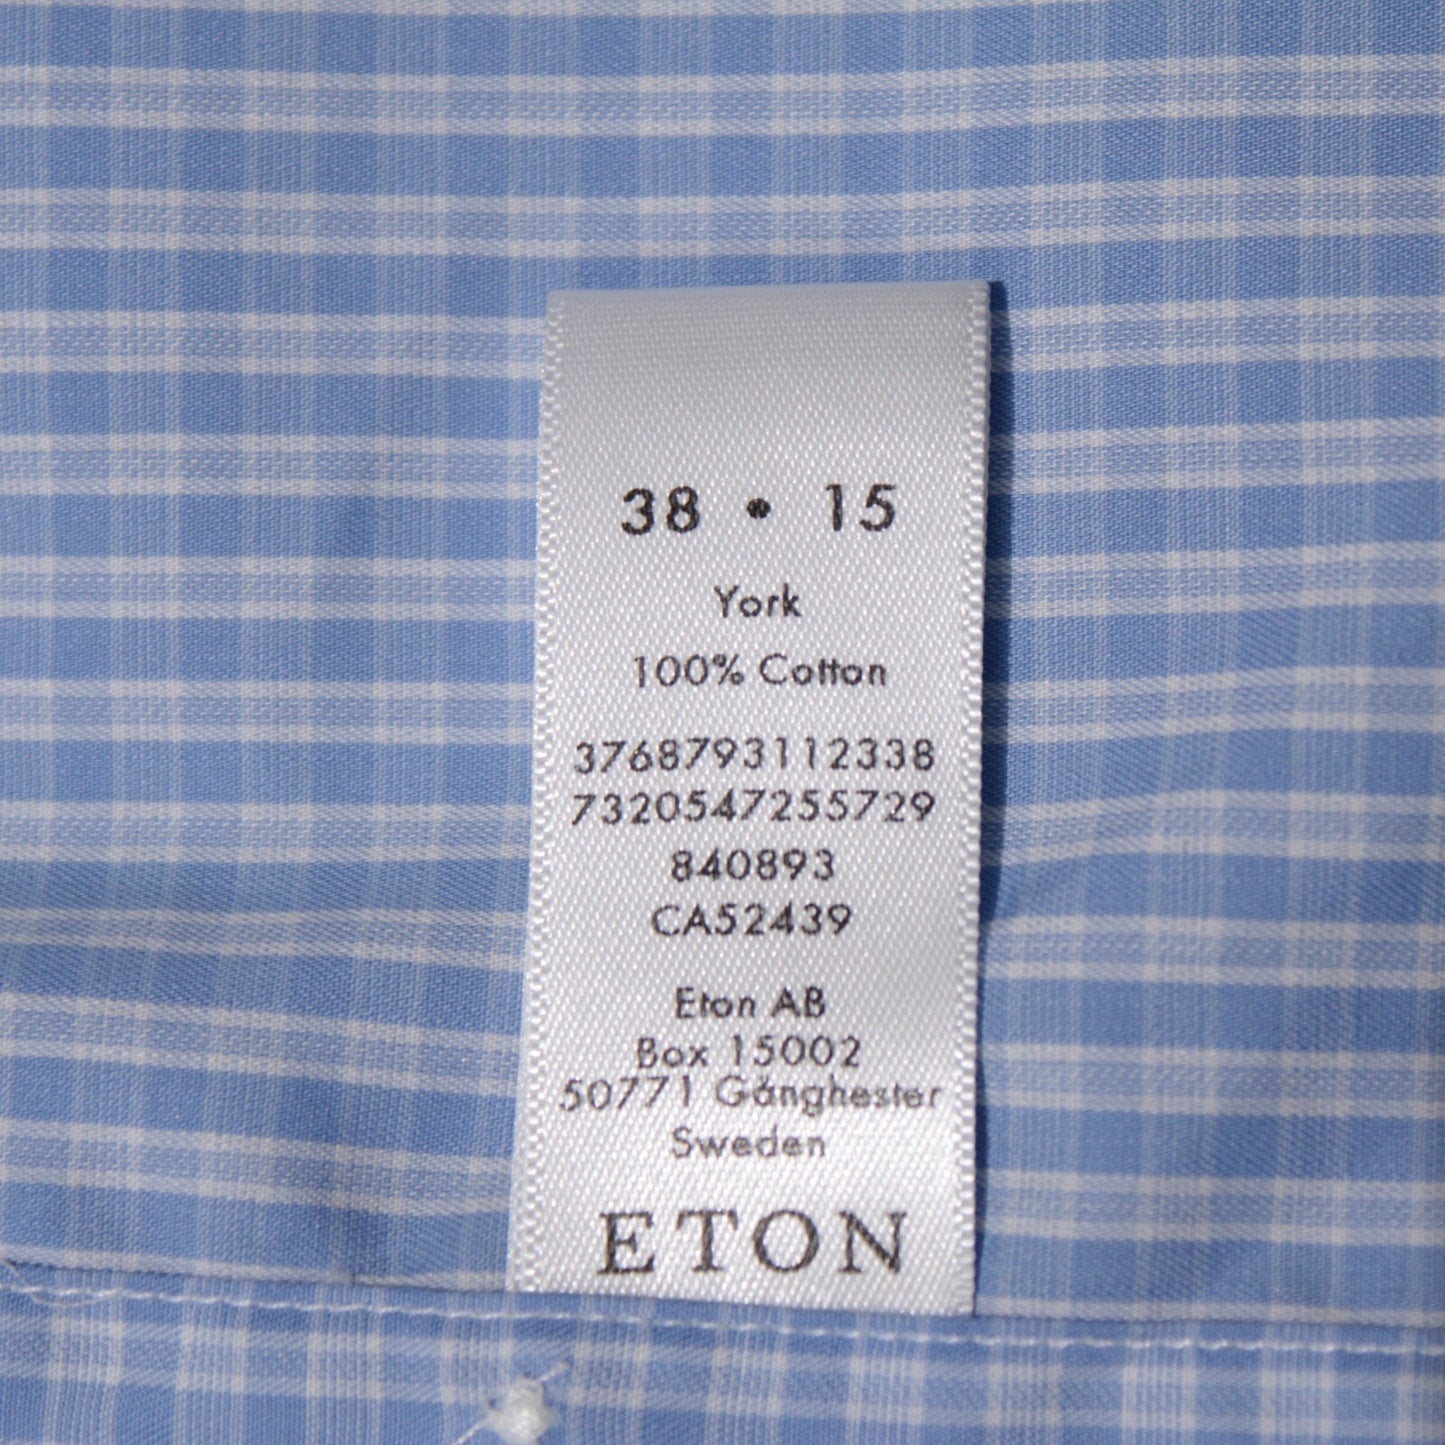 38 • 15
York
100% Cotton
3768793112338
7320547255729
840893
CA52439
Eton AB
Box 15002
50771 Gånghester
Sweden
ETON